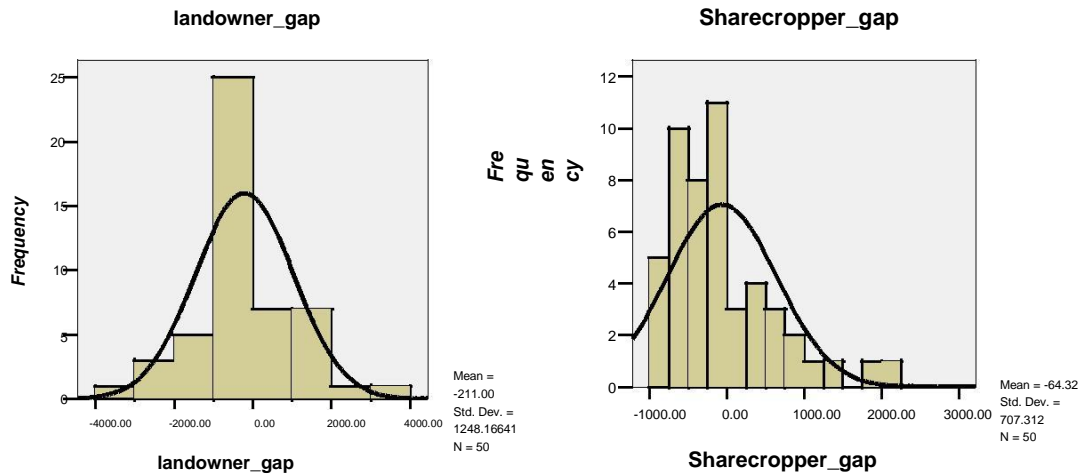 landowner_gap
Frequency
25
20
15
10
5
0
-4000.00 -2000.00 0.00 2000.00 4000.00
landowner_gap
Mean =
-211.00
Std. Dev. =
1248.16641
N = 50
Sharecropper_gap
Fre
qu
en
cy
12
10
8
6
4
2
0
-1000.00 0.00 1000.00 2000.00 3000.00
Sharecropper_gap
Mean = -64.32
Std. Dev. =
707.312
N = 50